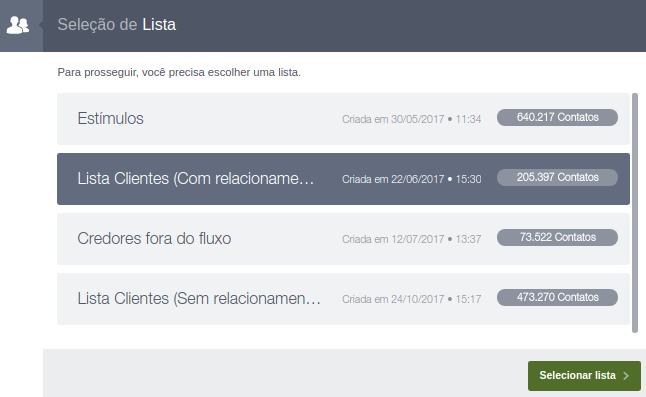 Seleção de Lista
Para prosseguir, você precisa escolher uma lista.
Estímulos Criada em 30/05/2017 • 11:34 640.217 Contatos
Lista Clientes (Com relacioname… Criada em 22/06/2017 • 15:30 205.397 Contatos
Credores fora do fluxo Criada em 12/07/2017 • 13:37 73.522 Contatos
Lista Clientes (Sem relacionamen… Criada em 24/10/2017 • 15:17 473.270 Contatos
Selecionar lista